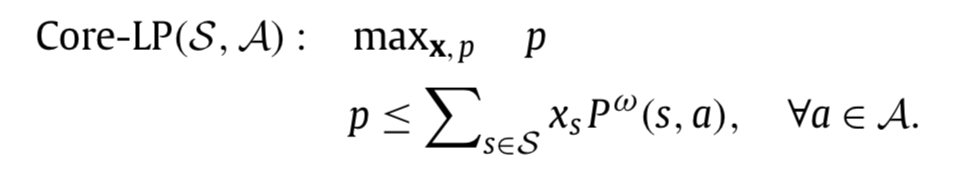 Core-LP(𝒮, 𝒜) : max_{𝐱,p} p
p ≤ ∑_{s∈𝒮} x_s P^ω(s, a), ∀a ∈ 𝒜.